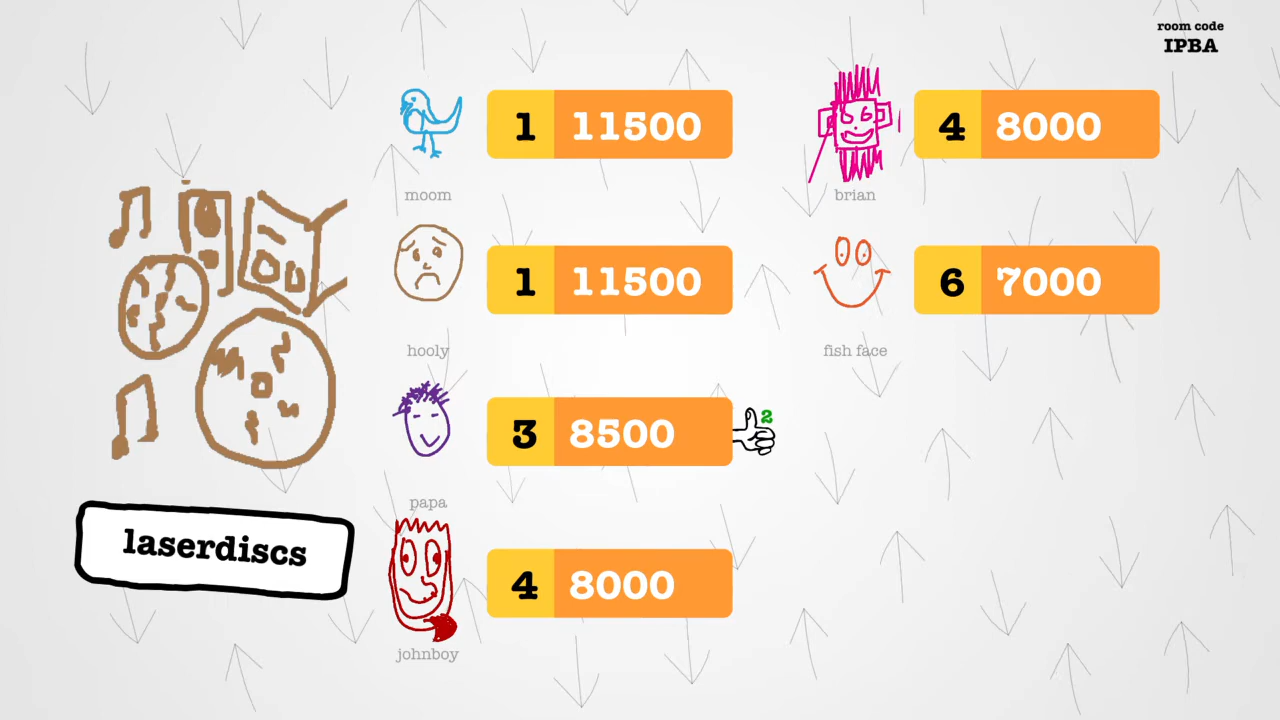 room code
IPBA
1 11500
moom
1 11500
hooly
3 8500
2
papa
4 8000
johnboy
4 8000
brian
6 7000
fish face
laserdiscs